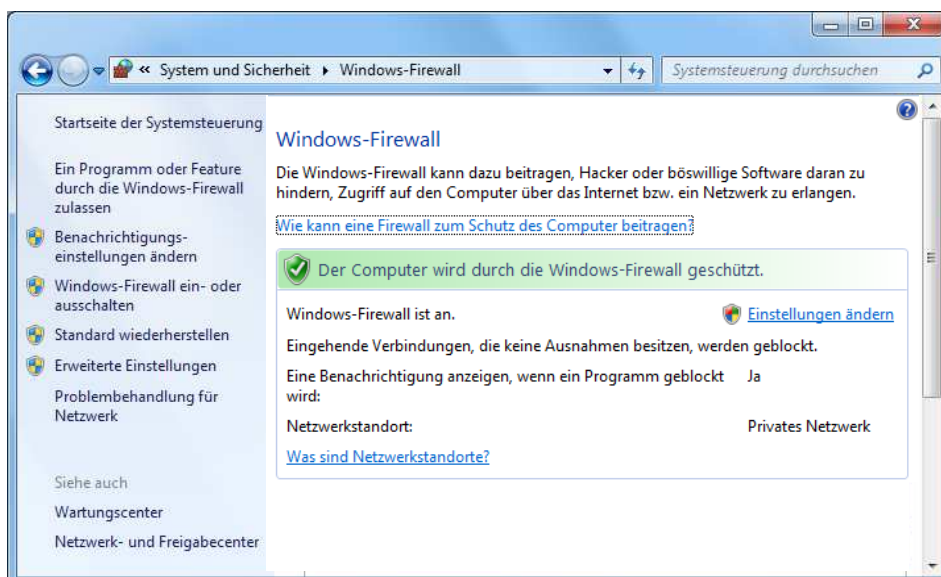 « System und Sicherheit ▸ Windows-Firewall
Systemsteuerung durchsuchen
Startseite der Systemsteuerung
Ein Programm oder Feature
durch die Windows-Firewall
zulassen
Benachrichtigungs-
einstellungen ändern
Windows-Firewall ein- oder
ausschalten
Standard wiederherstellen
Erweiterte Einstellungen
Problembehandlung für
Netzwerk
Siehe auch
Wartungscenter
Netzwerk- und Freigabecenter
Windows-Firewall
Die Windows-Firewall kann dazu beitragen, Hacker oder böswillige Software daran zu
hindern, Zugriff auf den Computer über das Internet bzw. ein Netzwerk zu erlangen.
Wie kann eine Firewall zum Schutz des Computer beitragen?
Der Computer wird durch die Windows-Firewall geschützt.
Windows-Firewall ist an. Einstellungen ändern
Eingehende Verbindungen, die keine Ausnahmen besitzen, werden geblockt.
Eine Benachrichtigung anzeigen, wenn ein Programm geblockt Ja
wird:
Netzwerkstandort: Privates Netzwerk
Was sind Netzwerkstandorte?